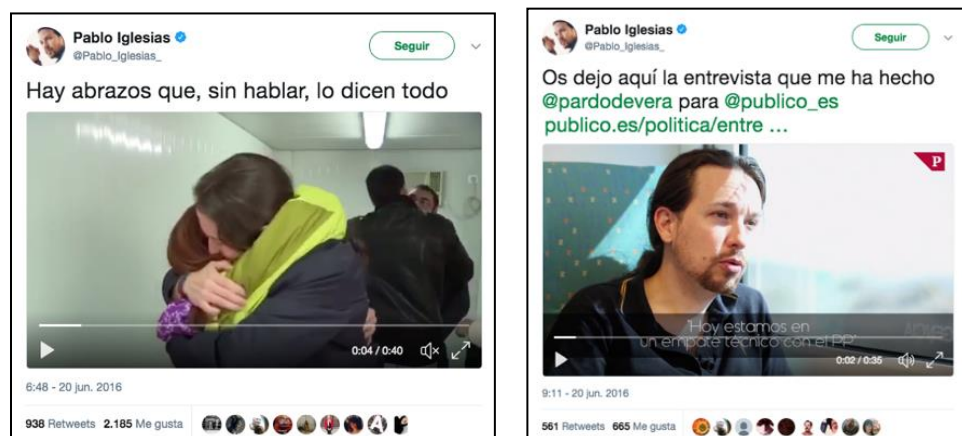 Pablo Iglesias
@Pablo_Iglesias_
Seguir
Hay abrazos que, sin hablar, lo dicen todo
0:04 / 0:40
6:48 - 20 jun. 2016
938 Retweets 2.185 Me gusta
Pablo Iglesias
@Pablo_Iglesias_
Seguir
Os dejo aquí la entrevista que me ha hecho
@pardodevera para @publico_es
publico.es/politica/entre ...
P
"Hoy estamos en
un empate técnico con el PP"
0:02 / 0:35
9:11 - 20 jun. 2016
561 Retweets 665 Me gusta